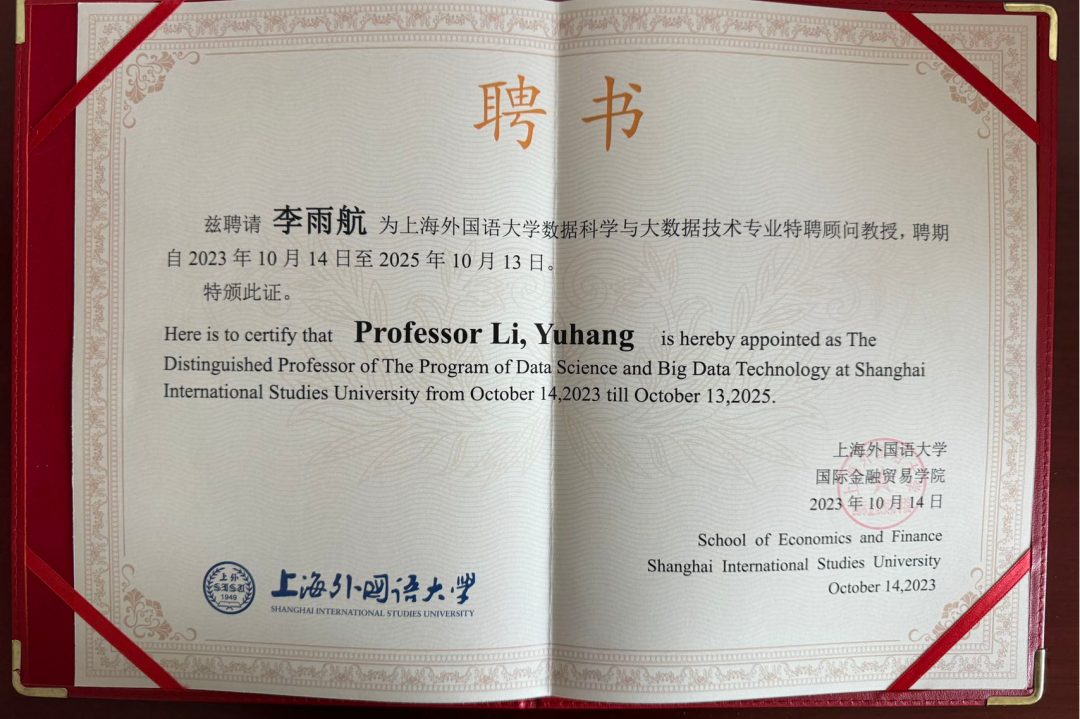 聘书
兹聘请 李雨航 为上海外国语大学数据科学与大数据技术专业特聘顾问教授，聘期
自 2023 年 10 月 14 日至 2025 年 10 月 13 日。
特颁此证。
Here is to certify that Professor Li, Yuhang is hereby appointed as The
Distinguished Professor of The Program of Data Science and Big Data Technology at Shanghai
International Studies University from October 14,2023 till October 13,2025.
上海外国语大学
国际金融贸易学院
2023 年 10 月 14 日
School of Economics and Finance
Shanghai International Studies University
October 14,2023
上外
SISU
1949
上海外国语大学
SHANGHAI INTERNATIONAL STUDIES UNIVERSITY